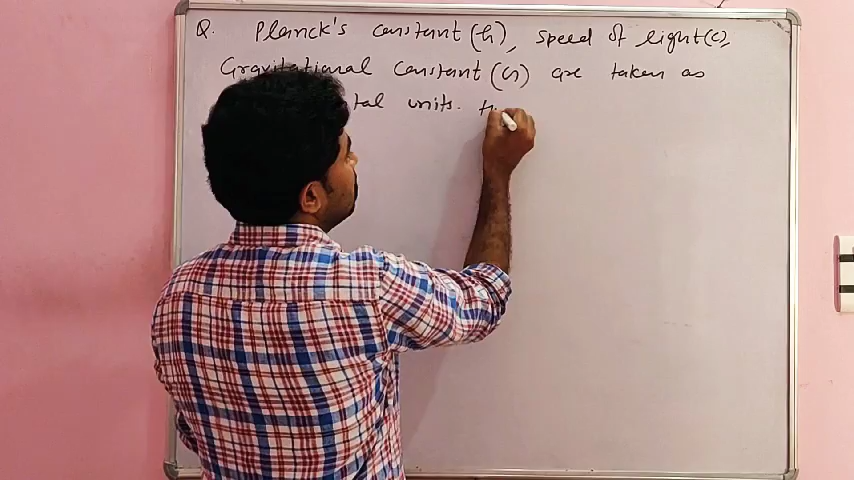 Q. Planck's constant (h), speed of light (c),
Gravitational constant (G) are taken as
tal units.